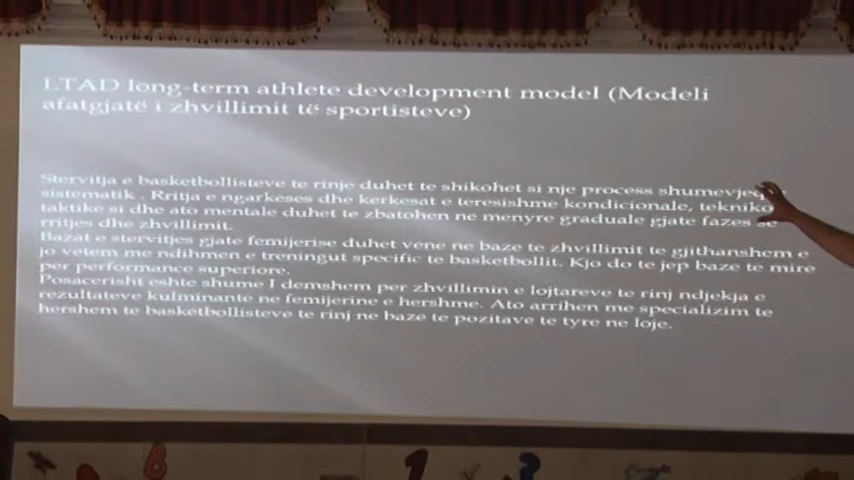 LTAD long-term athlete development model (Modeli
afatgjatë i zhvillimit të sportisteve)
Stervitja e basketbollisteve te rinje duhet te shikohet si nje process
sistematik . Rritja e ngarkeses dhe kerkesat e teresishme kondicionale,
taktike si dhe ato mentale duhet te zbatohen ne menyre graduale gjate fazes se
rritjes dhe zhvillimit.
Bazat e stervitjes gjate femijerise duhet vene ne baze te zhvillimit te gjithanshem e
jo vetem me ndihmen e treningut specific te basketbollit. Kjo do te jep baze te mire
per performance superiore.
Posacerisht eshte shume I demshem per zhvillimin e lojtareve te rinj ndjekja e
rezultateve kulminante ne femijerine e hershme. Ato arrihen me specializim te
hershem te basketbollisteve te rinj ne baze te pozitave te tyre ne loje.
8 1 2